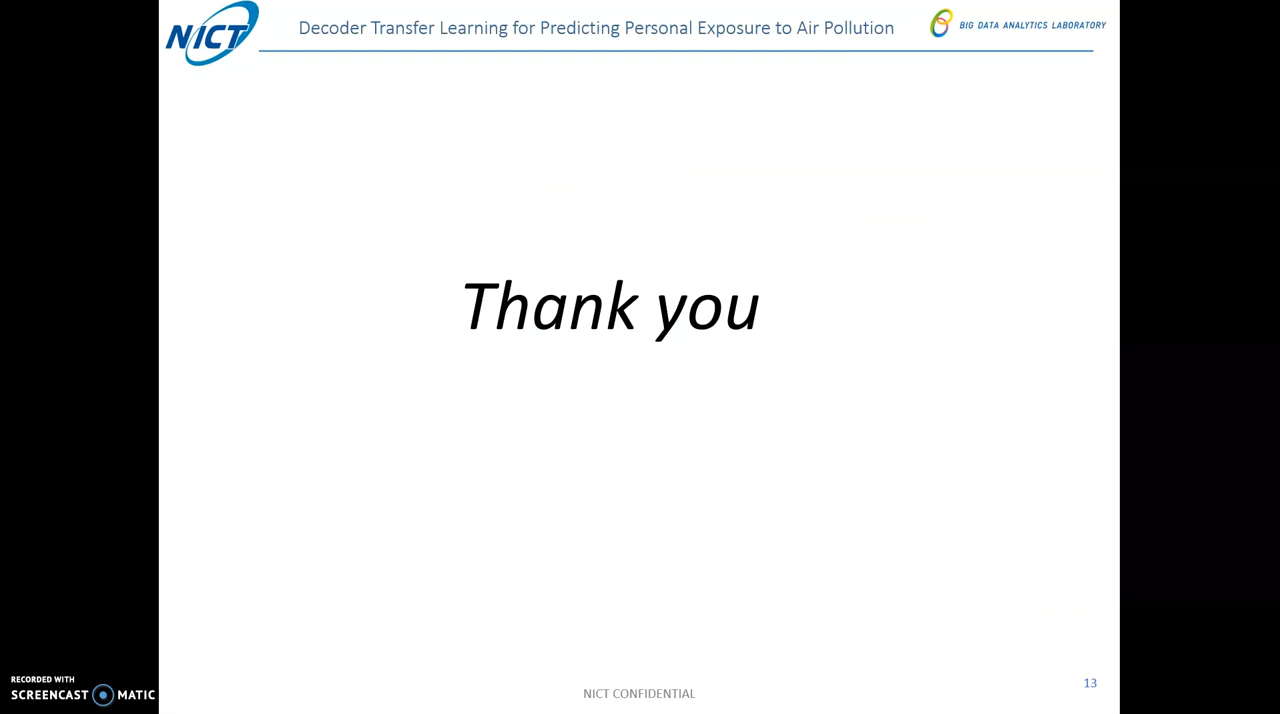 NICT
Decoder Transfer Learning for Predicting Personal Exposure to Air Pollution
BIG DATA ANALYTICS LABORATORY
Thank you
RECORDED WITH
SCREENCAST MATIC
NICT CONFIDENTIAL
13